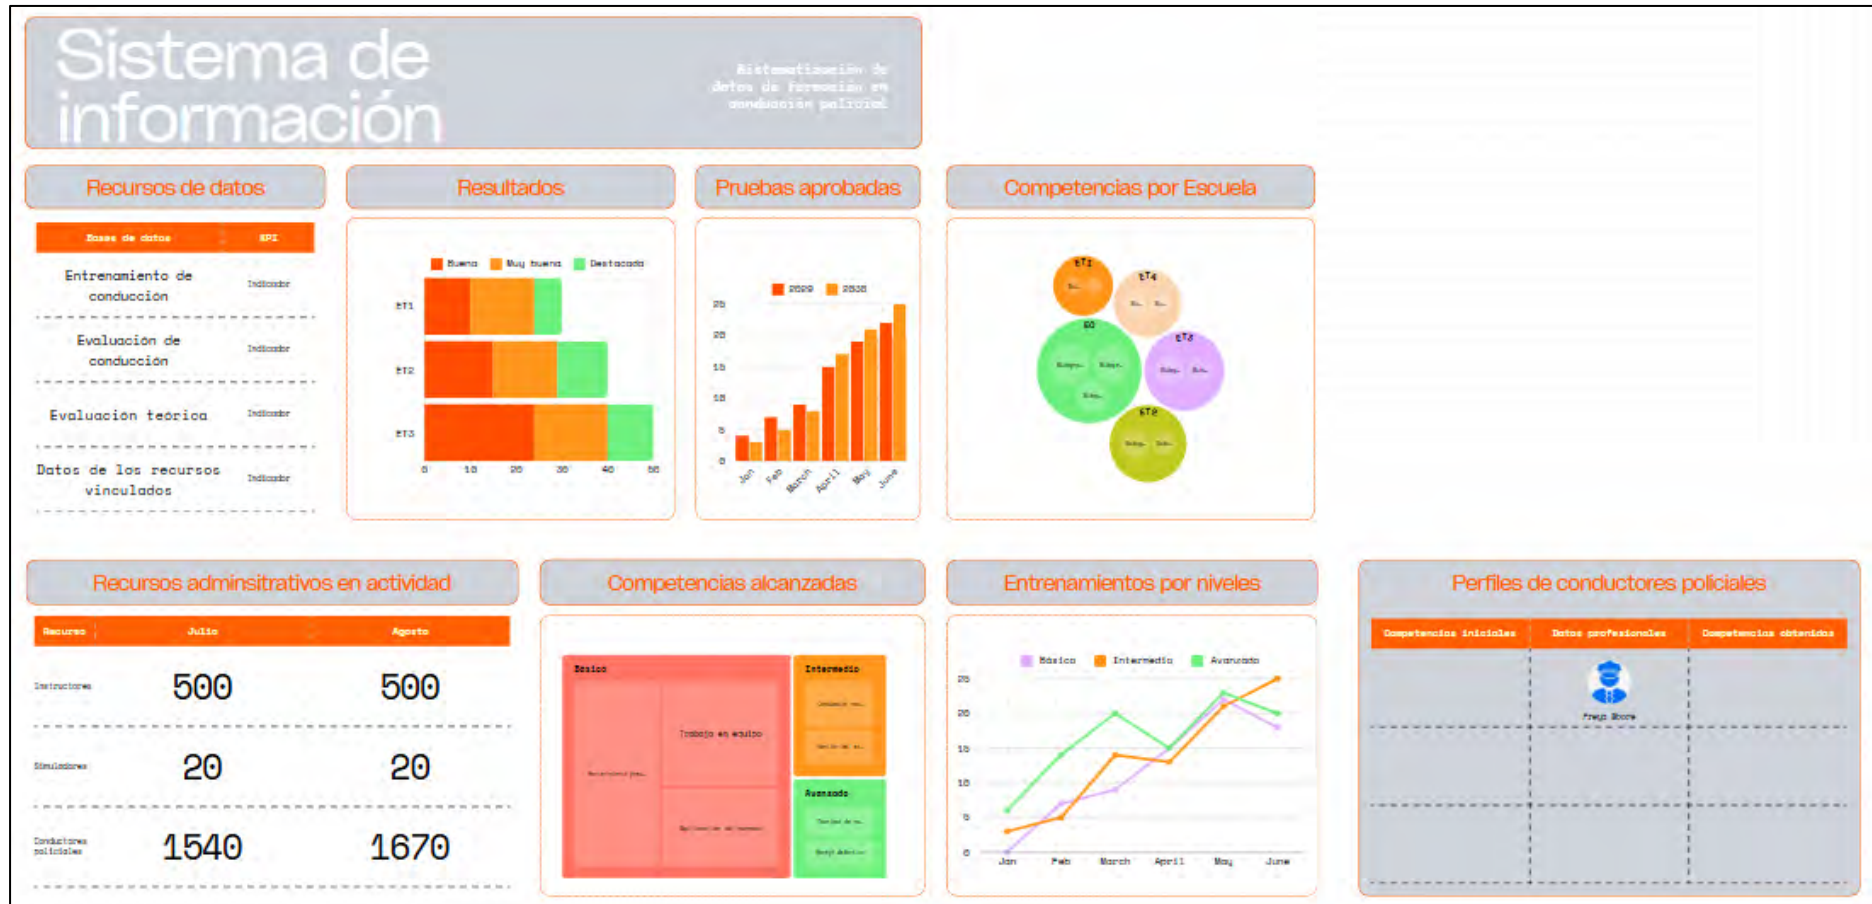 Sistema de
información
Sistematización de
datos de formación en
conducción policial
Recursos de datos
Bases de datos KPI
Entrenamiento de
conducción
Indicador
Evaluación de
conducción
Indicador
Evaluación teórica Indicador
Datos de los recursos
vinculados
Indicador
Resultados
Buena Muy buena Destacada
ET1
ET2
ET3
0 10 20 30 40 50
Pruebas aprobadas
2029 2030
25
20
15
10
5
0
Jan Feb March April May June
Competencias por Escuela
ET1
ET4
EO
ET3
ET2
Recursos adminsitrativos en actividad
Recurso Julio Agosto
Instructores 500 500
Simuladores 20 20
Conductores
policiales
1540 1670
Competencias alcanzadas
Básico
Trabajo en equipo
Intermedio
Avanzado
Entrenamientos por niveles
Básico Intermedio Avanzado
25
20
15
10
5
0
Jan Feb March April May June
Perfiles de conductores policiales
Competencias iniciales Datos profesionales Competencias obtenidas
Freya Moore